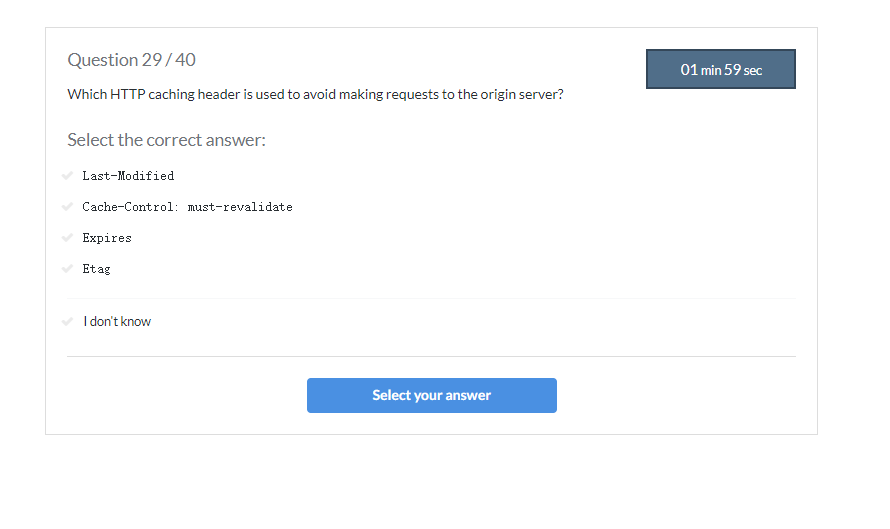 Question 29 / 40
01 min 59 sec
Which HTTP caching header is used to avoid making requests to the origin server?
Select the correct answer:
Last-Modified
Cache-Control: must-revalidate
Expires
Etag
I don't know
Select your answer